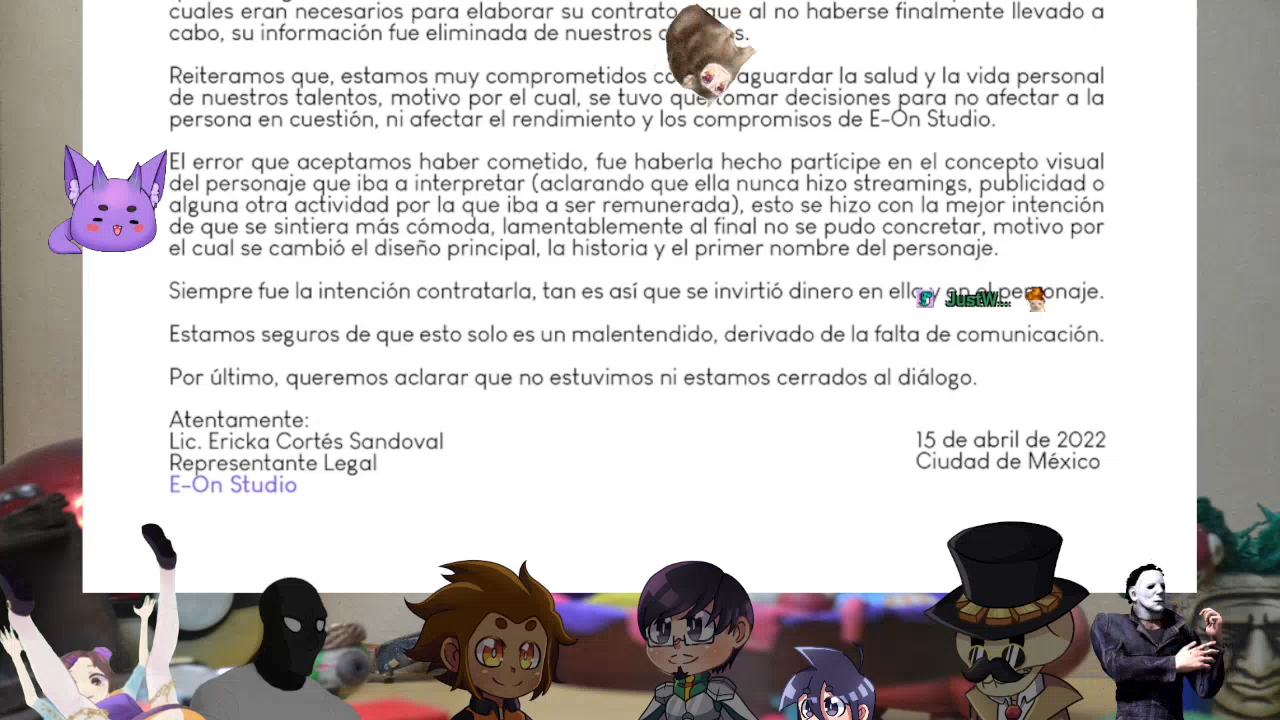 cuales eran necesarios para elaborar su contrato que al no haberse finalmente llevado a
cabo, su información fue eliminada de nuestros
Reiteramos que, estamos muy comprometidos aguardar la salud y la vida personal
de nuestros talentos, motivo por el cual, se tuvo que tomar decisiones para no afectar a la
persona en cuestión, ni afectar el rendimiento y los compromisos de E-On Studio.
El error que aceptamos haber cometido, fue haberla hecho partícipe en el concepto visual
del personaje que iba a interpretar (aclarando que ella nunca hizo streamings, publicidad o
alguna otra actividad por la que iba a ser remunerada), esto se hizo con la mejor intención
de que se sintiera más cómoda, lamentablemente al final no se pudo concretar, motivo por
el cual se cambió el diseño principal, la historia y el primer nombre del personaje.
Siempre fue la intención contratarla, tan es así que se invirtió dinero en ella y en el personaje.
JustW...
Estamos seguros de que esto solo es un malentendido, derivado de la falta de comunicación.
Por último, queremos aclarar que no estuvimos ni estamos cerrados al diálogo.
Atentamente:
Lic. Ericka Cortés Sandoval
Representante Legal
E-On Studio
15 de abril de 2022
Ciudad de México